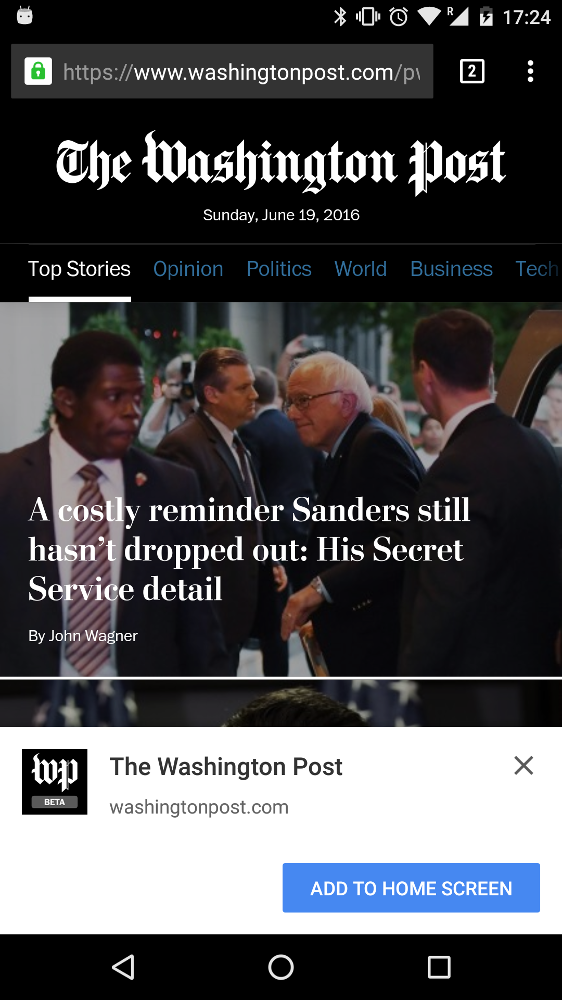 R 17:24
https://www.washingtonpost.com/pw
2
The Washington Post
Sunday, June 19, 2016
Top Stories Opinion Politics World Business Tech
A costly reminder Sanders still
hasn’t dropped out: His Secret
Service detail
By John Wagner
wp
BETA
The Washington Post
washingtonpost.com
ADD TO HOME SCREEN